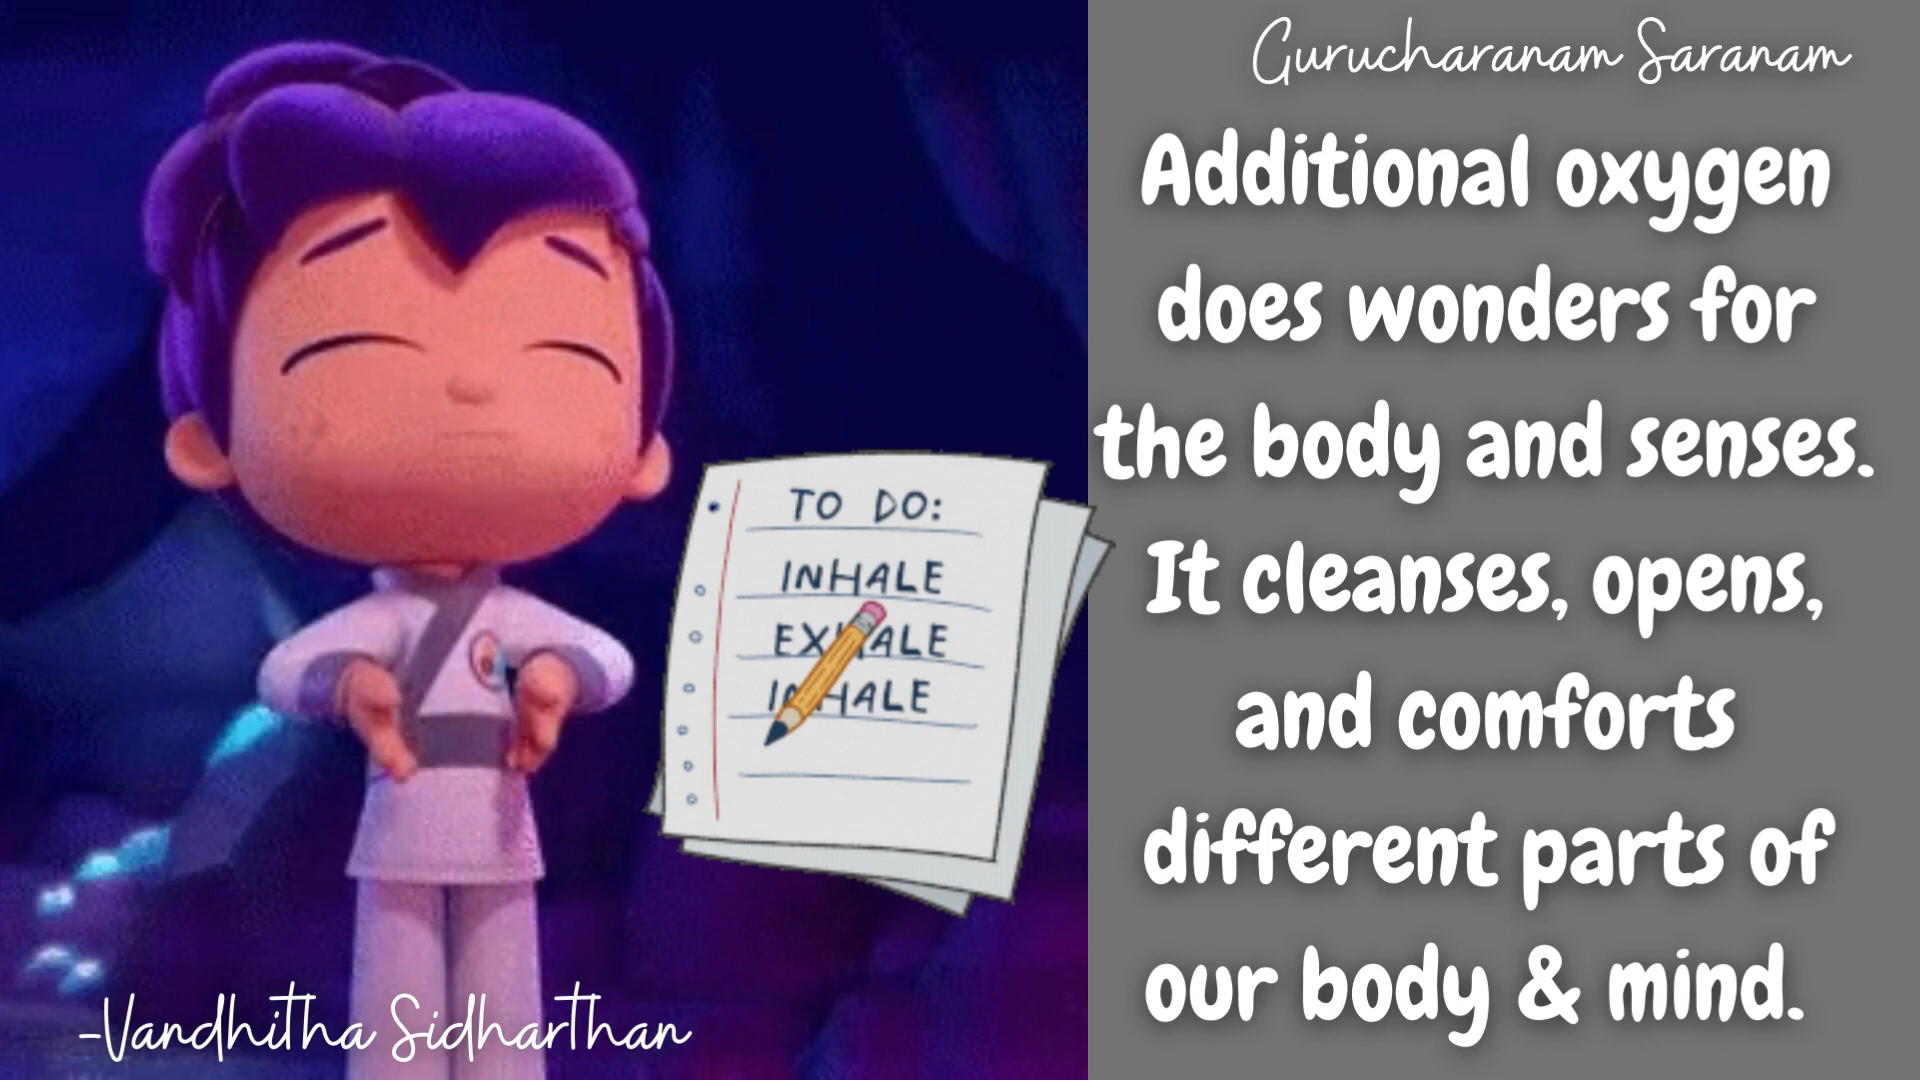 Gurucharanam Saranam
Additional oxygen
does wonders for
the body and senses.
It cleanses, opens,
and comforts
different parts of
our body & mind.
TO DO:
INHALE
EXHALE
INHALE
-Vandhitha Sidharthan